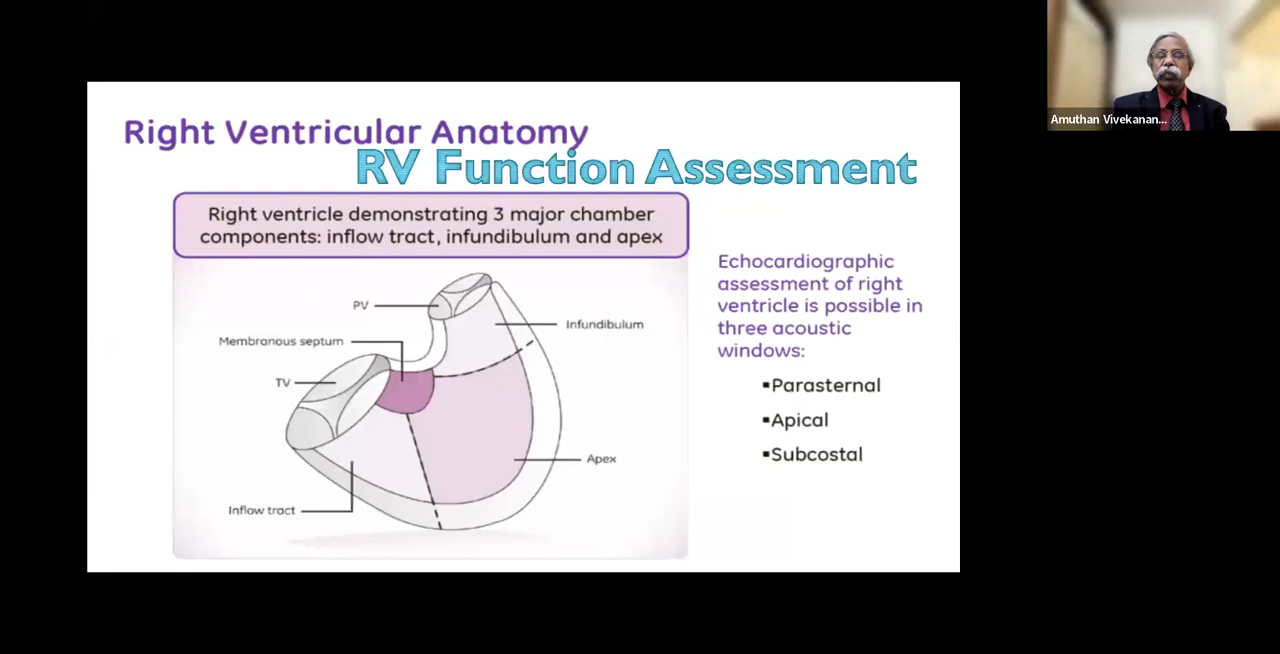 Right Ventricular Anatomy
RV Function Assessment
Right ventricle demonstrating 3 major chamber
components: inflow tract, infundibulum and apex
PV
Infundibulum
Membranous septum
TV
Apex
Inflow tract
Echocardiographic
assessment of right
ventricle is possible in
three acoustic
windows:
▪Parasternal
▪Apical
▪Subcostal
Amuthan Vivekanan...